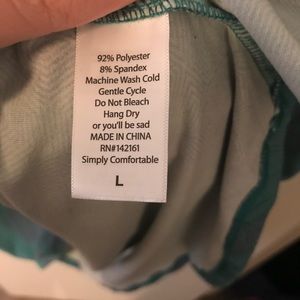 92% Polyester
8% Spandex
Machine Wash Cold
Gentle Cycle
Do Not Bleach
Hang Dry
or you'll be sad
MADE IN CHINA
RN#142161
Simply Comfortable
L